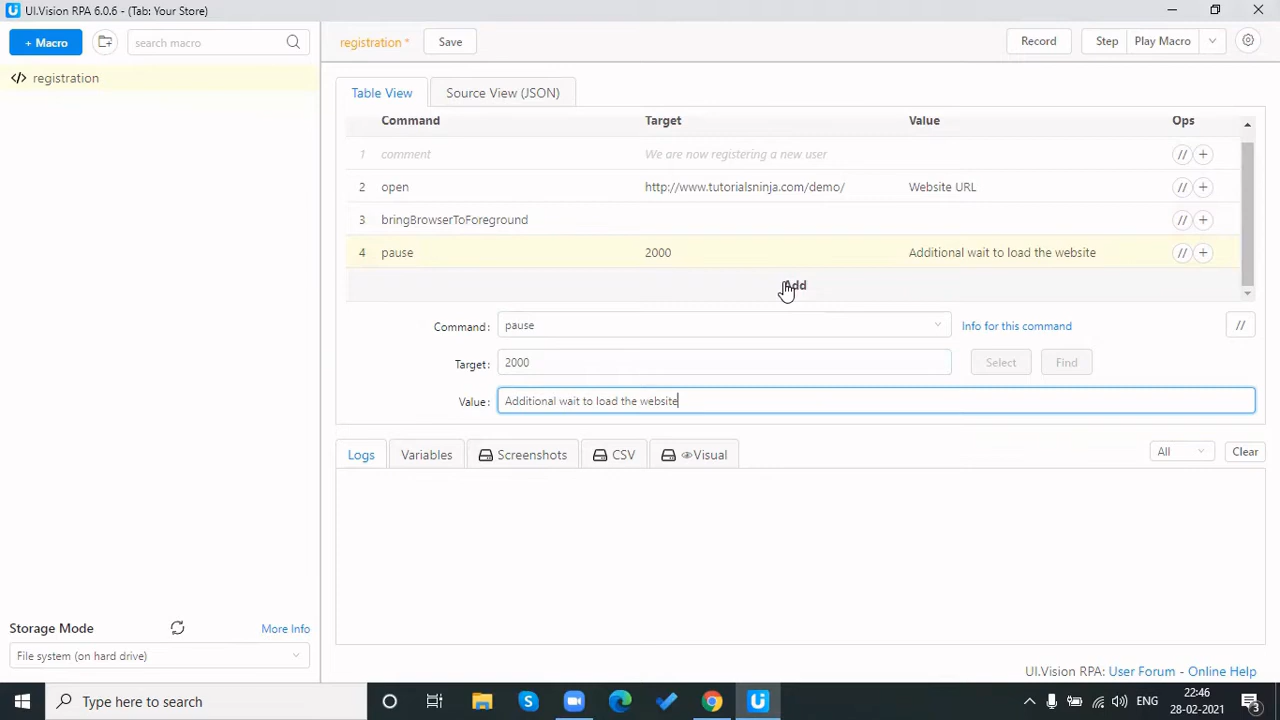 UI.Vision RPA 6.0.6 - (Tab: Your Store)
+ Macro
search macro
registration *
Save
Record
Step
Play Macro
registration
Table View
Source View (JSON)
Command
Target
Value
Ops
1 comment We are now registering a new user // +
2 open http://www.tutorialsninja.com/demo/ Website URL // +
3 bringBrowserToForeground // +
4 pause 2000 Additional wait to load the website // +
Add
Command: pause Info for this command //
Target: 2000 Select Find
Value: Additional wait to load the website
Logs
Variables
Screenshots
CSV
Visual
All
Clear
Storage Mode
More Info
File system (on hard drive)
UI.Vision RPA: User Forum - Online Help
Type here to search
ENG
22:46
28-02-2021
3